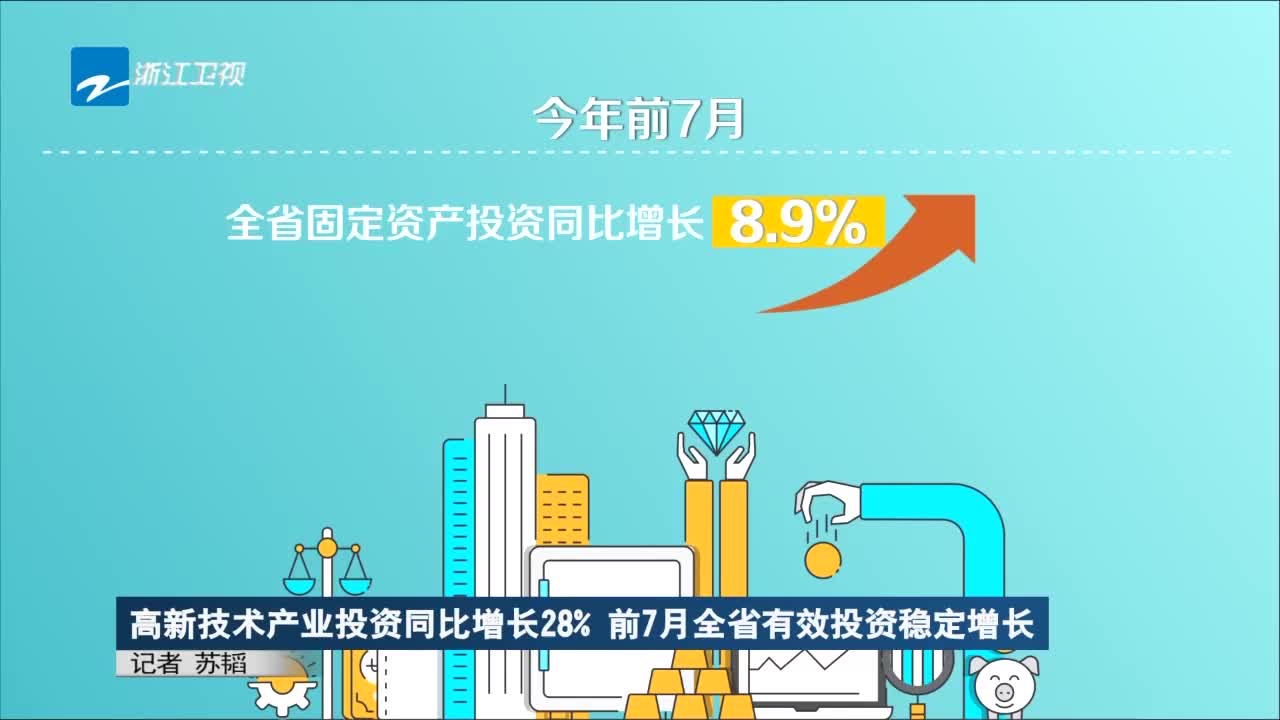 浙江卫视
今年前7月
全省固定资产投资同比增长 8.9%
高新技术产业投资同比增长28% 前7月全省有效投资稳定增长
记者 苏韬